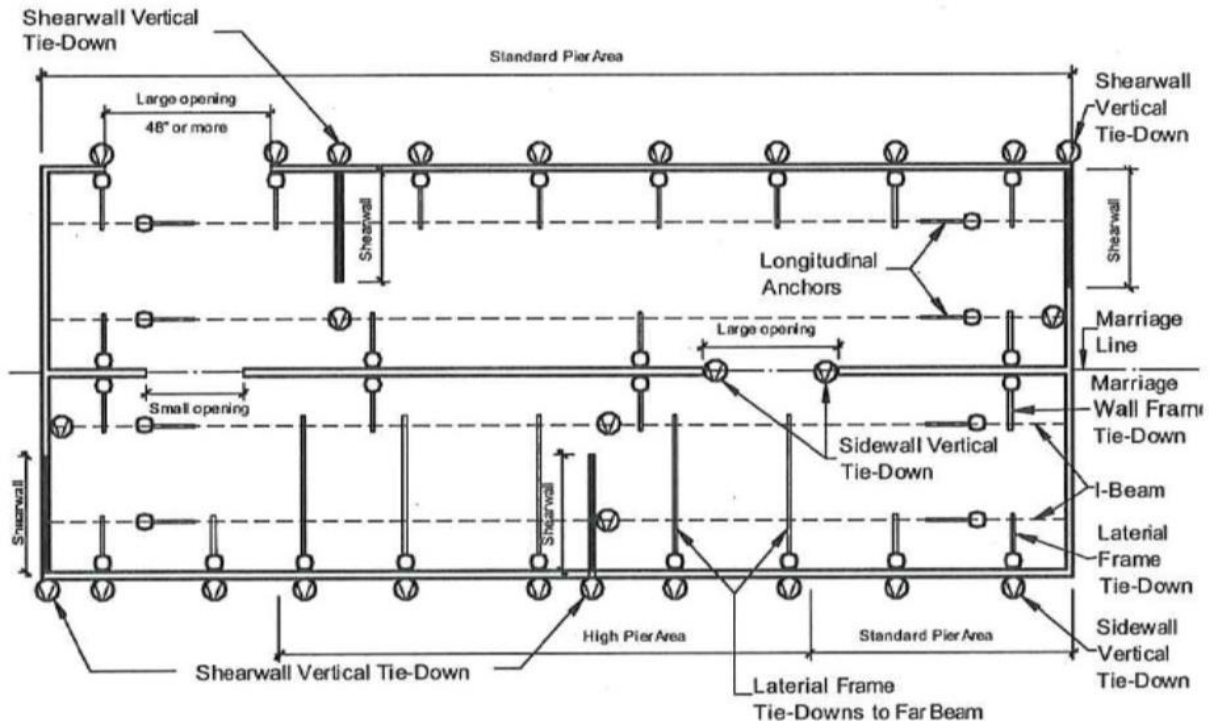 Shearwall Vertical
Tie-Down
Standard Pier Area
Large opening
48" or more
Shearwall
Vertical
Tie-Down
Shearwall
Shearwall
Longitudinal
Anchors
Large opening
Marriage
Line
Small opening
Marriage
Wall Frame
Tie-Down
Sidewall Vertical
Tie-Down
I-Beam
Shearwall
Shearwall
Laterial
Frame
Tie-Down
High Pier Area
Standard Pier Area
Sidewall
Vertical
Tie-Down
Shearwall Vertical Tie-Down
Laterial Frame
Tie-Downs to Far Beam